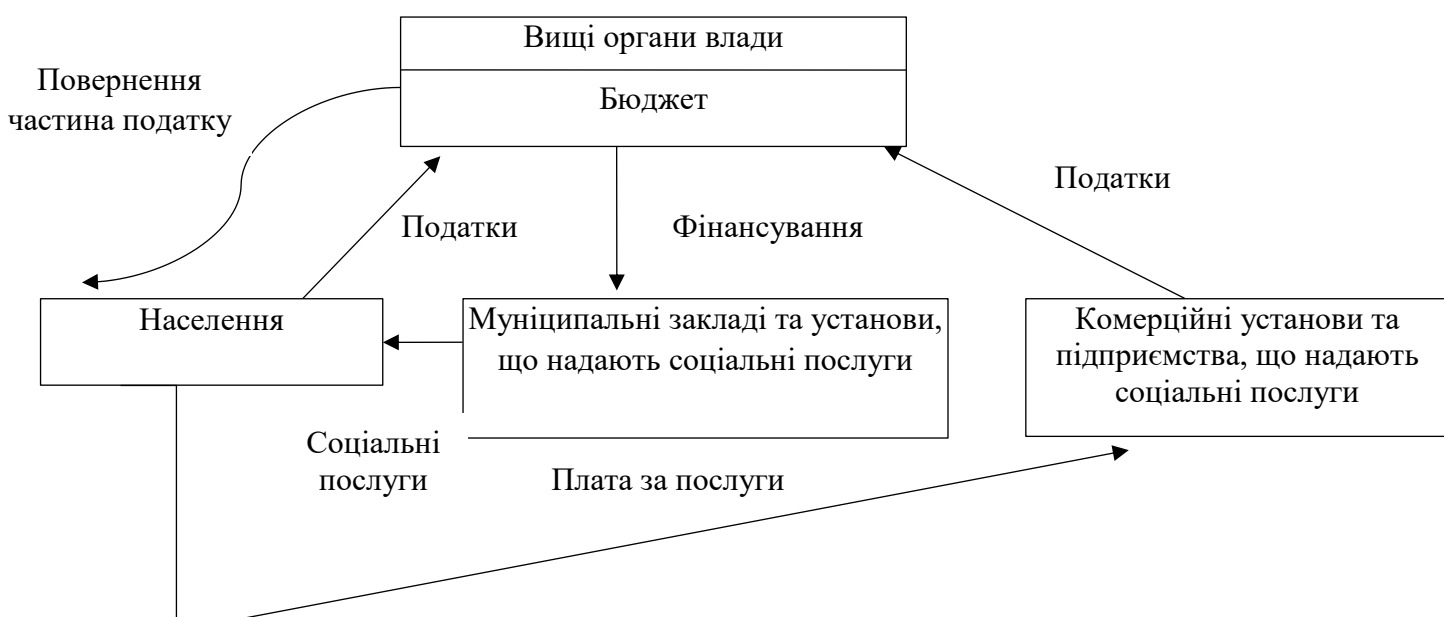 Вищі органи влади
Бюджет
Повернення
частина податку
Податки
Податки
Фінансування
Населення
Муніципальні закладі та установи,
що надають соціальні послуги
Комерційні установи та
підприємства, що надають
соціальні послуги
Соціальні
послуги
Плата за послуги